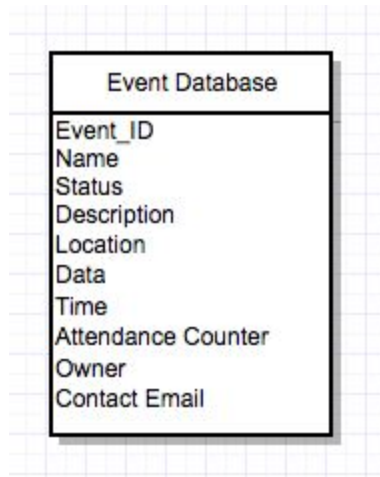 Event Database
Event_ID
Name
Status
Description
Location
Data
Time
Attendance Counter
Owner
Contact Email